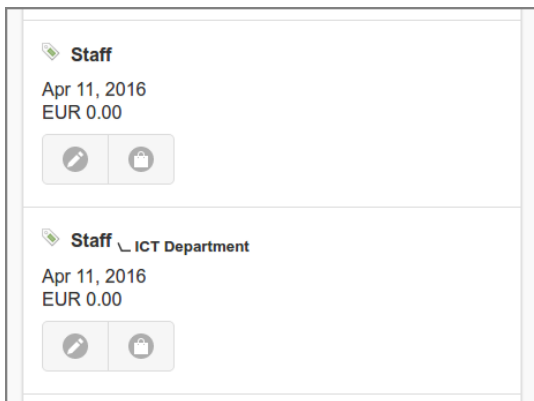 Staff
Apr 11, 2016
EUR 0.00
Staff ICT Department
Apr 11, 2016
EUR 0.00